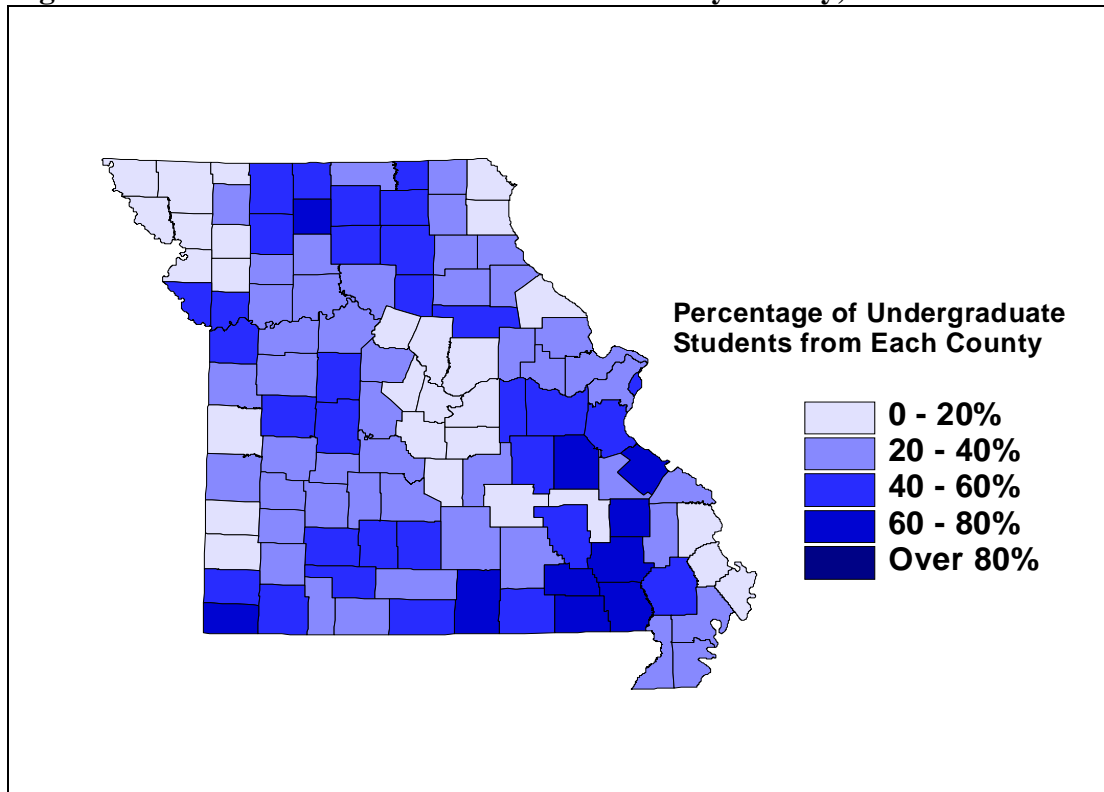 Percentage of Undergraduate
Students from Each County
0 - 20%
20 - 40%
40 - 60%
60 - 80%
Over 80%